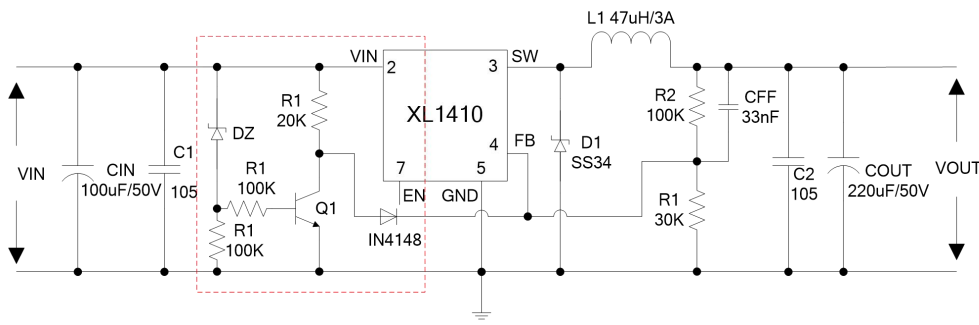 L1 47uH/3A
VIN
2
3
SW
R1
20K
XL1410
R2
100K
CFF
33nF
DZ
4
FB
D1
SS34
VIN
CIN
100uF/50V
C1
105
R1
100K
7
5
EN
GND
Q1
R1
30K
C2
105
COUT
220uF/50V
VOUT
R1
100K
IN4148